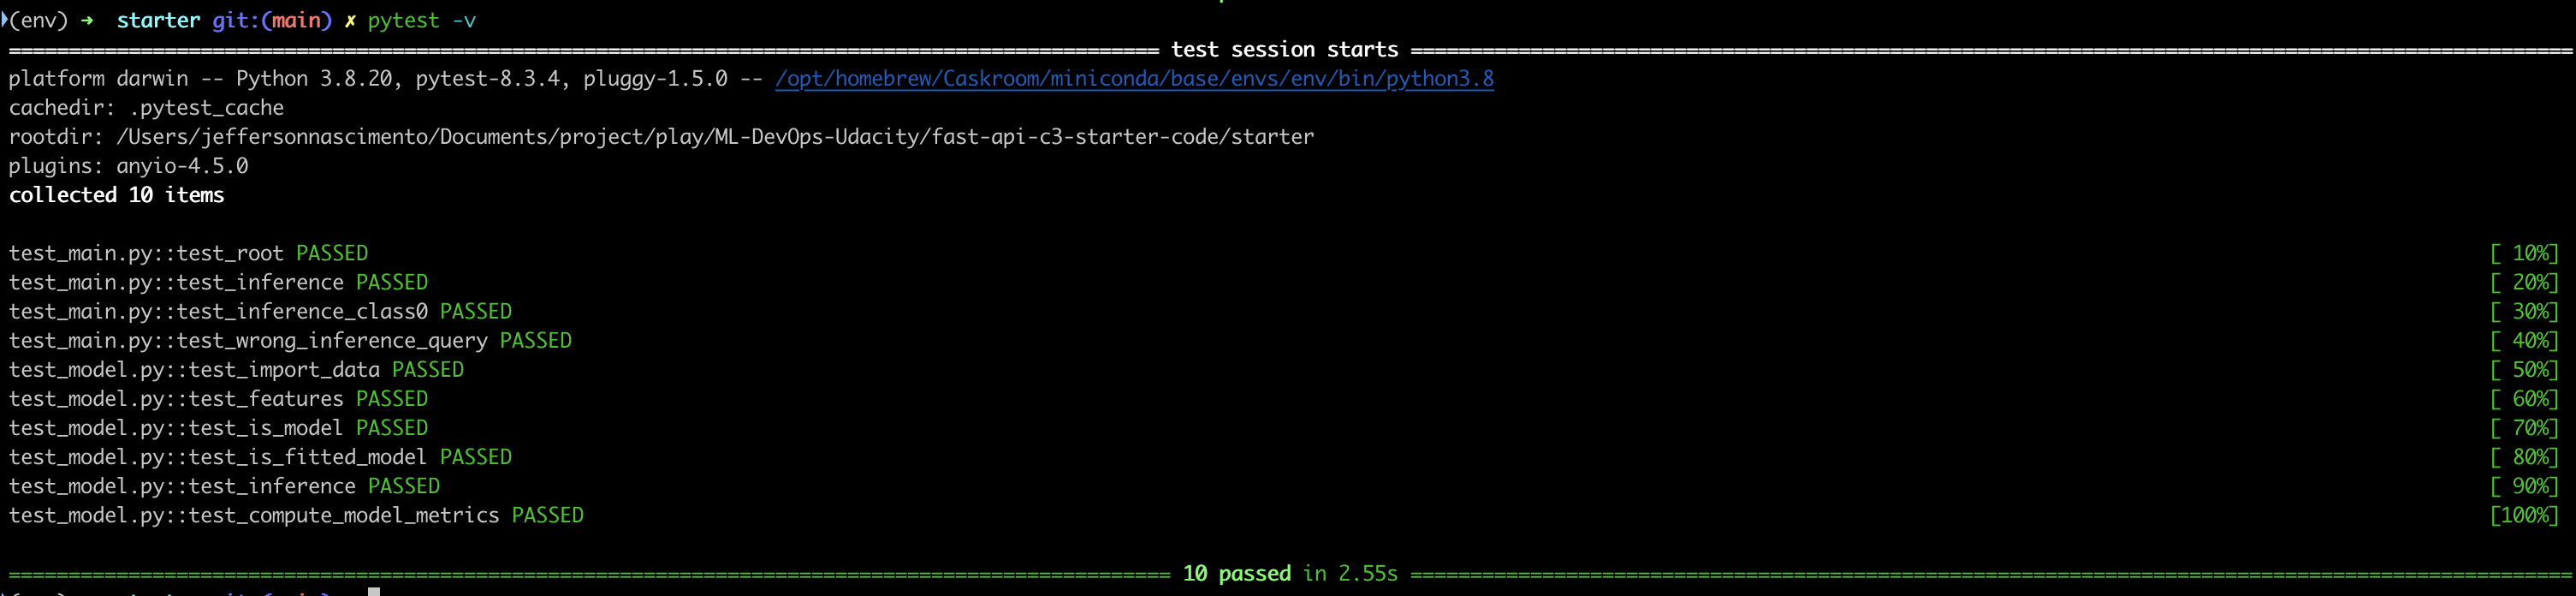 (env) ➜ starter git:(main) ✗ pytest -v
================================================================================================ test session starts =================================================================================================
platform darwin -- Python 3.8.20, pytest-8.3.4, pluggy-1.5.0 -- /opt/homebrew/Caskroom/miniconda/base/envs/env/bin/python3.8
cachedir: .pytest_cache
rootdir: /Users/jeffersonnascimento/Documents/project/play/ML-DevOps-Udacity/fast-api-c3-starter-code/starter
plugins: anyio-4.5.0
collected 10 items
test_main.py::test_root PASSED [ 10%]
test_main.py::test_inference PASSED [ 20%]
test_main.py::test_inference_class0 PASSED [ 30%]
test_main.py::test_wrong_inference_query PASSED [ 40%]
test_model.py::test_import_data PASSED [ 50%]
test_model.py::test_features PASSED [ 60%]
test_model.py::test_is_model PASSED [ 70%]
test_model.py::test_is_fitted_model PASSED [ 80%]
test_model.py::test_inference PASSED [ 90%]
test_model.py::test_compute_model_metrics PASSED [100%]
================================================================================================= 10 passed in 2.55s =================================================================================================